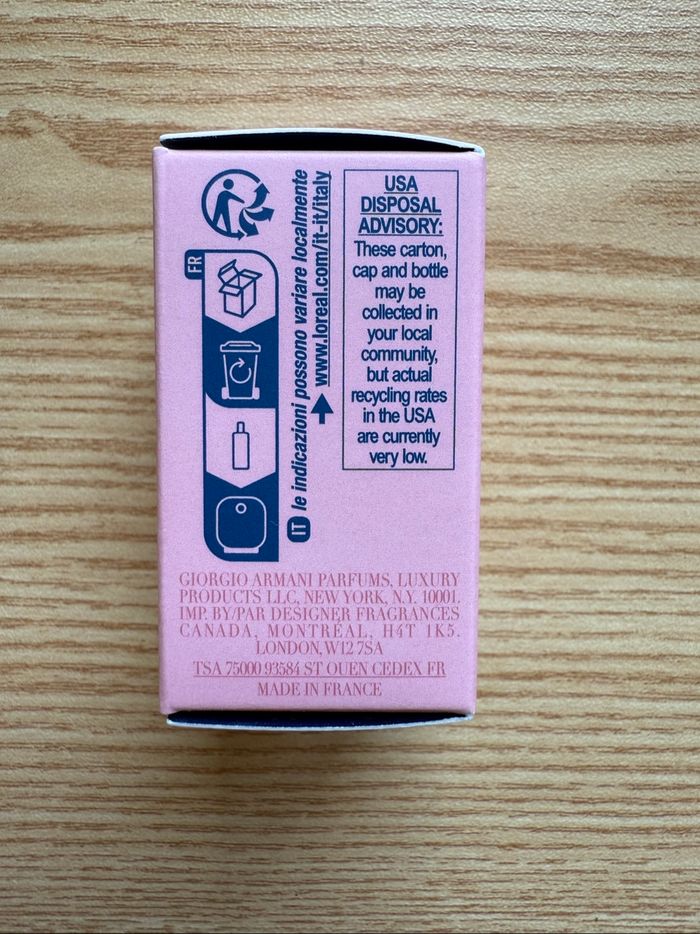 FR
IT le indicazioni possono variare localmente
www.loreal.com/it-it/italy
USA
DISPOSAL
ADVISORY:
These carton,
cap and bottle
may be
collected in
your local
community,
but actual
recycling rates
in the USA
are currently
very low.
GIORGIO ARMANI PARFUMS, LUXURY
PRODUCTS LLC, NEW YORK, N.Y. 10001.
IMP. BY/PAR DESIGNER FRAGRANCES
CANADA, MONTRÉAL, H4T 1K5.
LONDON, W12 7SA
TSA 75000 93584 ST OUEN CEDEX FR
MADE IN FRANCE